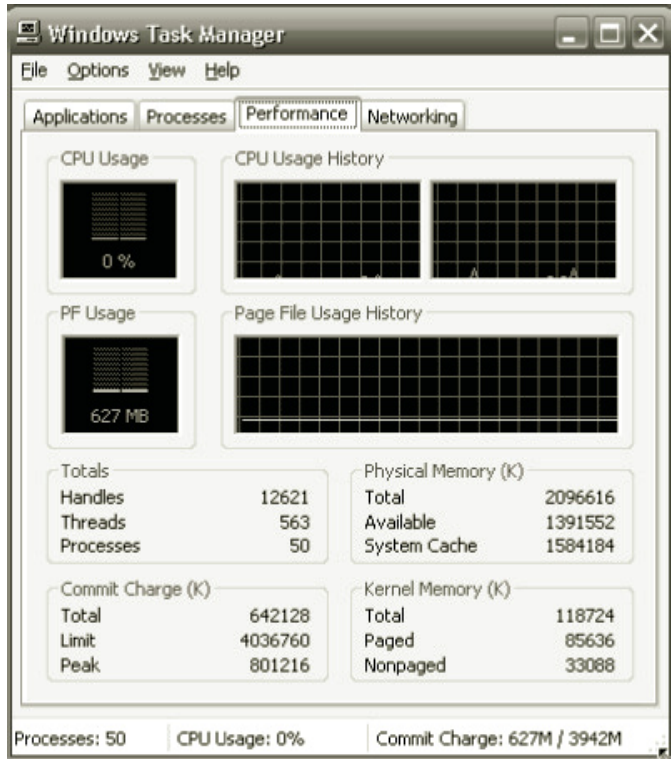 Windows Task Manager
File Options View Help
Applications Processes Performance Networking
CPU Usage CPU Usage History
0 %
PF Usage Page File Usage History
627 MB
Totals
Handles 12621
Threads 563
Processes 50
Physical Memory (K)
Total 2096616
Available 1391552
System Cache 1584184
Commit Charge (K)
Total 642128
Limit 4036760
Peak 801216
Kernel Memory (K)
Total 118724
Paged 85636
Nonpaged 33088
Processes: 50 CPU Usage: 0% Commit Charge: 627M / 3942M